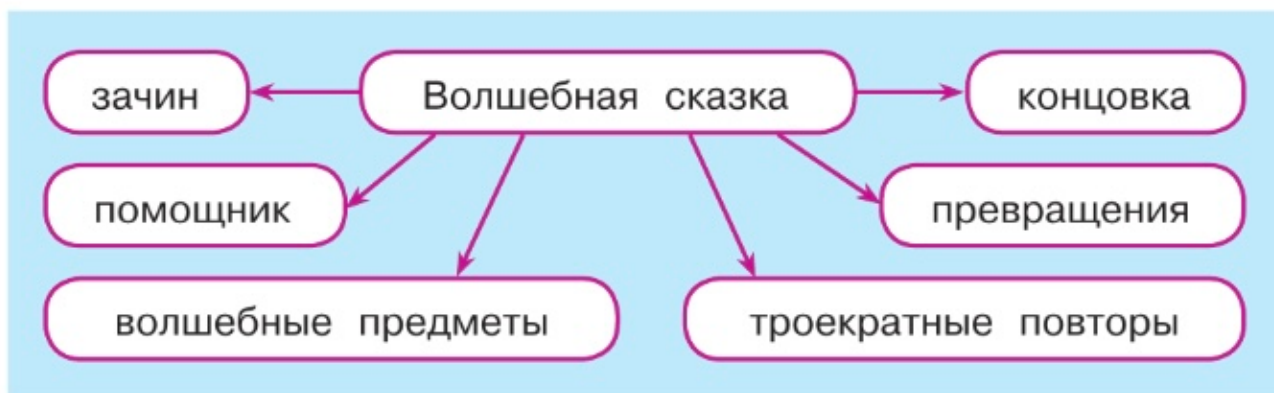 зачин
Волшебная сказка
концовка
помощник
превращения
волшебные предметы
троекратные повторы